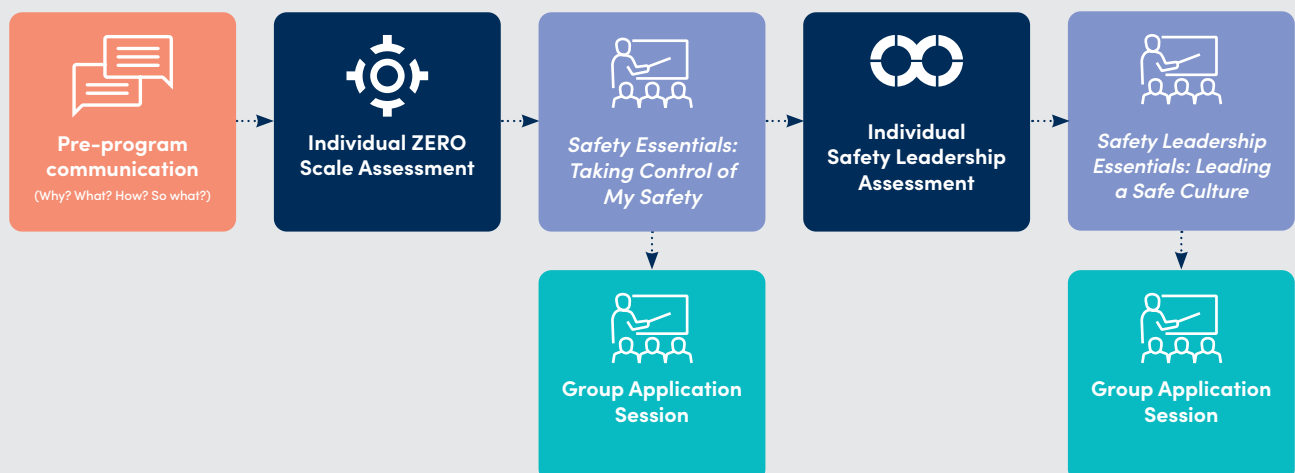 Pre-program
communication
(Why? What? How? So what?)
Individual ZERO
Scale Assessment
Safety Essentials:
Taking Control of
My Safety
Individual
Safety Leadership
Assessment
Safety Leadership
Essentials: Leading
a Safe Culture
Group Application
Session
Group Application
Session